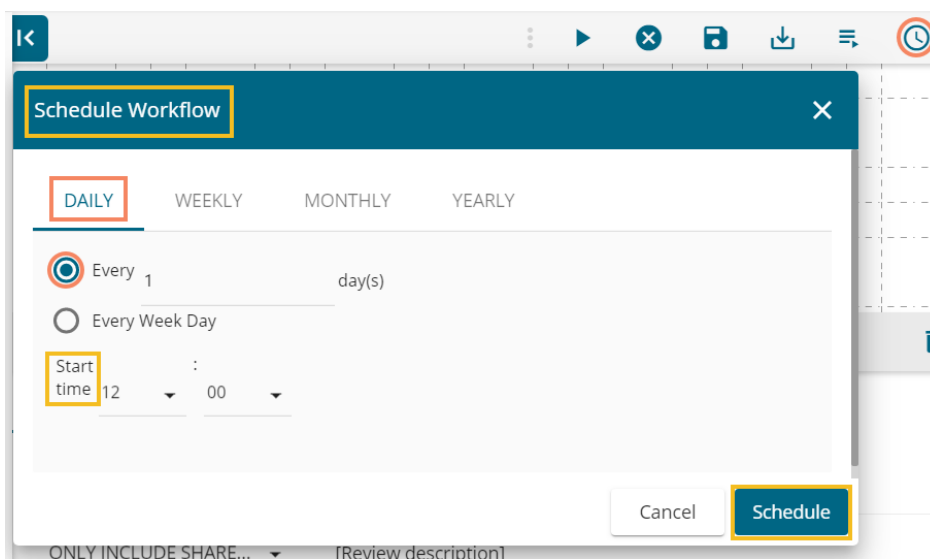 Schedule Workflow
DAILY WEEKLY MONTHLY YEARLY
Every 1 day(s)
Every Week Day
Start time 12 : 00
Cancel Schedule
ONLY INCLUDE SHARE... [Review description]